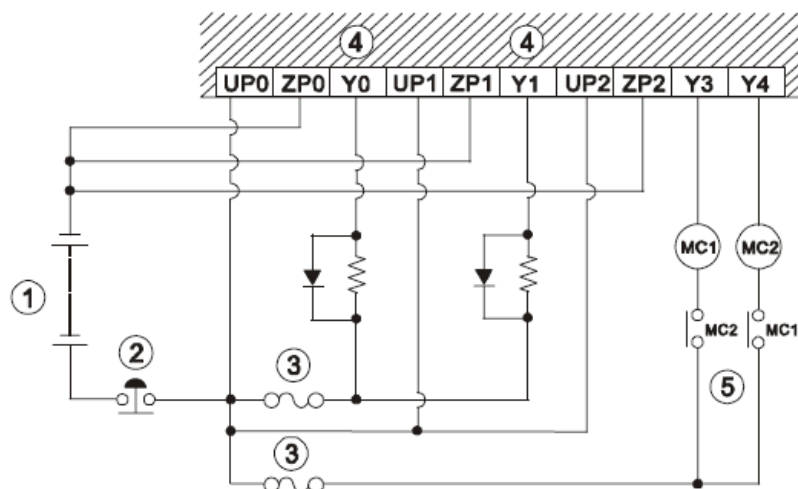 ④ ④
UP0 ZP0 Y0 UP1 ZP1 Y1 UP2 ZP2 Y3 Y4
MC1 MC2
①
MC2 MC1
②
③
⑤
③